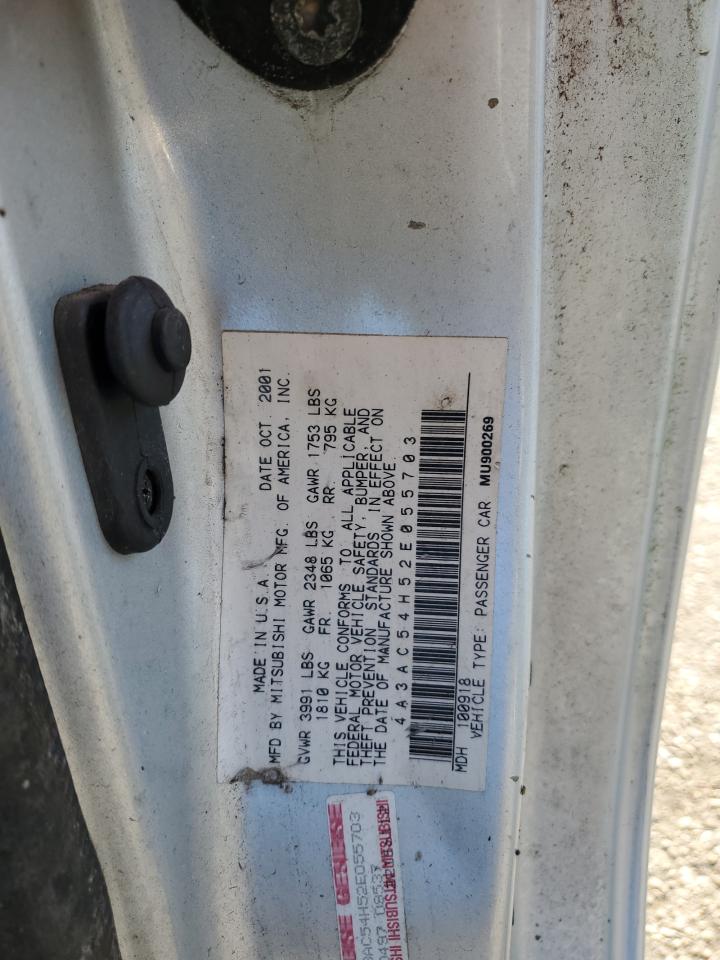 MADE IN U.S.A. DATE OCT. 2001
MFD BY MITSUBISHI MOTOR MFG. OF AMERICA, INC.
GVWR 3991 LBS GAWR 2348 LBS GAWR 1753 LBS
1810 KG FR. 1065 KG RR. 795 KG
THIS VEHICLE CONFORMS TO ALL APPLICABLE
FEDERAL MOTOR VEHICLE SAFETY, BUMPER, AND
THEFT PREVENTION STANDARDS IN EFFECT ON
THE DATE OF MANUFACTURE SHOWN ABOVE.
4A3AC54H52E055703
MDH 100918
VEHICLE TYPE: PASSENGER CAR MU900269
AC54H52E055703
MITSUBISHI